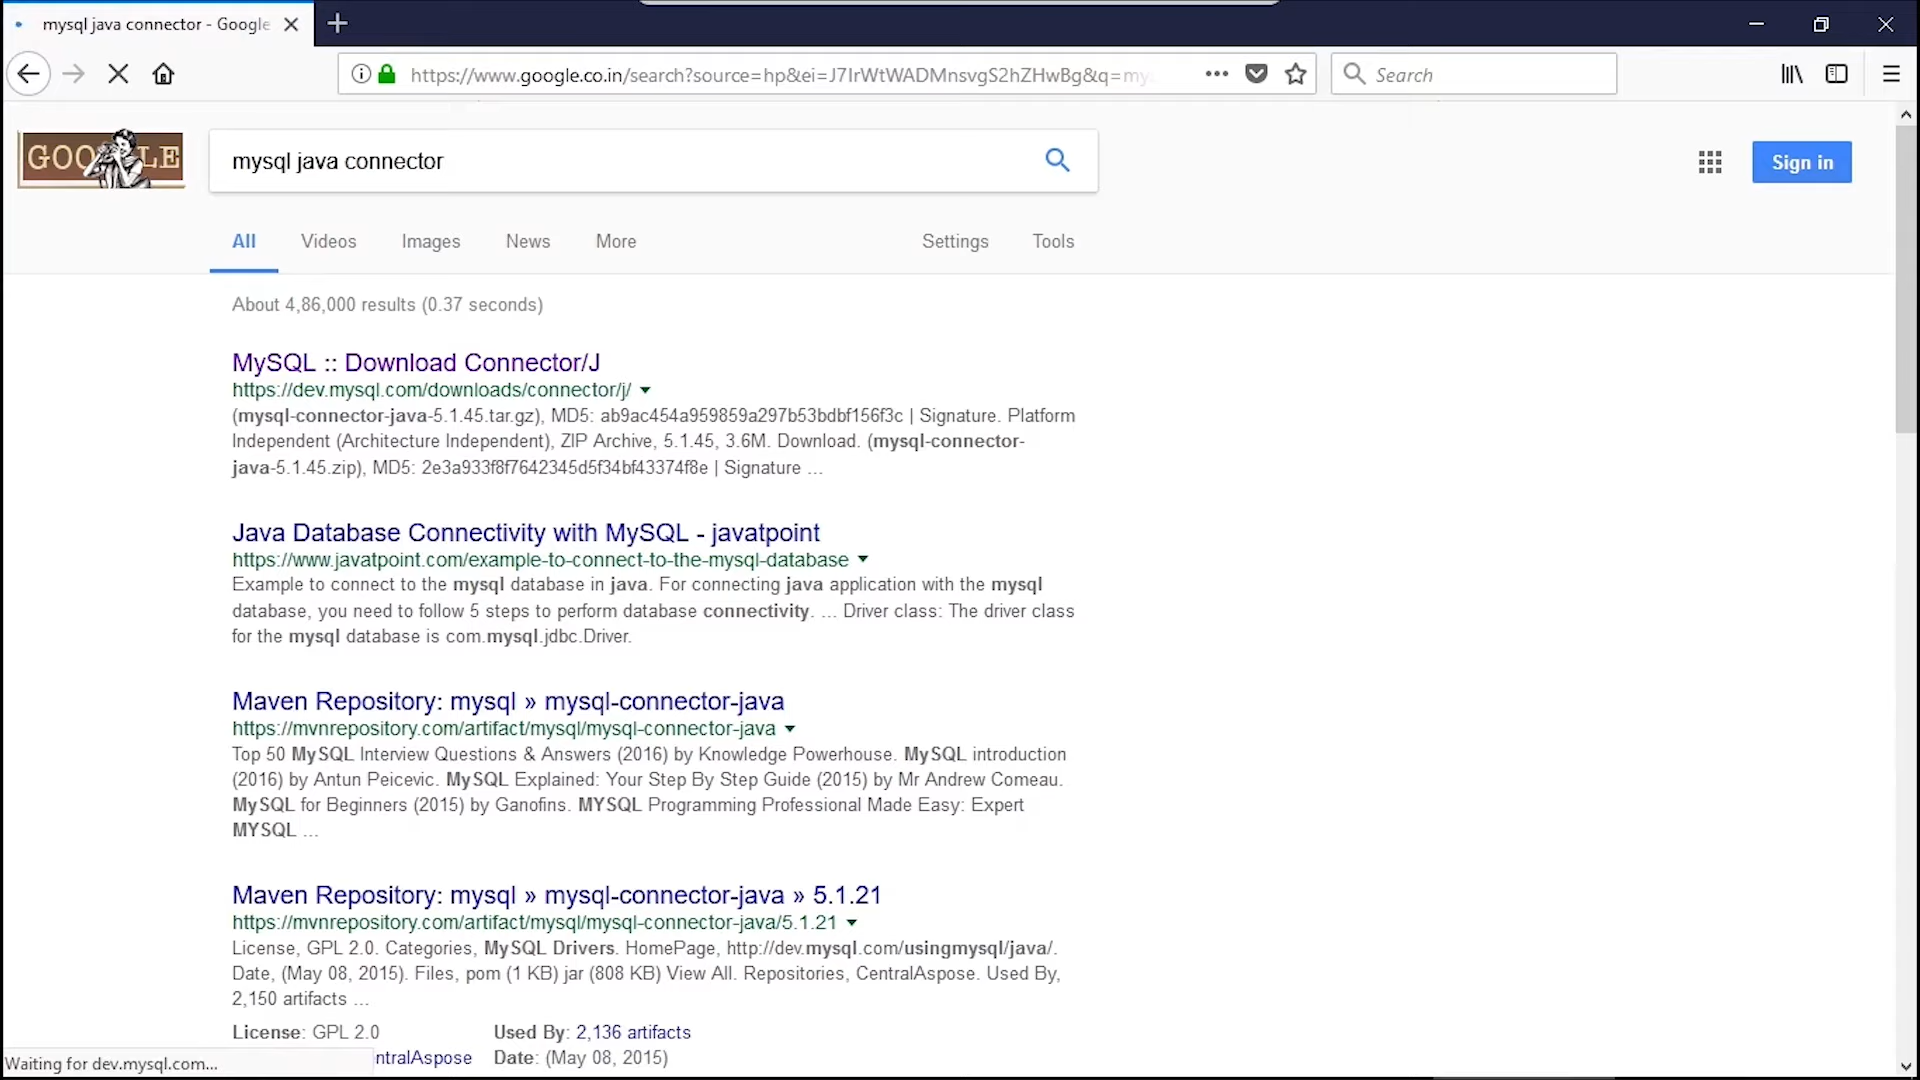 mysql java connector - Google
https://www.google.co.in/search?source=hp&ei=J7IrWtWADMnsvgS2hZHwBg&q=my
Search
GOOGLE
mysql java connector
Sign in
All Videos Images News More Settings Tools
About 4,86,000 results (0.37 seconds)
MySQL :: Download Connector/J
https://dev.mysql.com/downloads/connector/j/
(mysql-connector-java-5.1.45.tar.gz), MD5: ab9ac454a959859a297b53bdbf156f3c | Signature. Platform
Independent (Architecture Independent), ZIP Archive, 5.1.45, 3.6M. Download. (mysql-connector-
java-5.1.45.zip), MD5: 2e3a933f8f7642345d5f34bf43374f8e | Signature ...
Java Database Connectivity with MySQL - javatpoint
https://www.javatpoint.com/example-to-connect-to-the-mysql-database
Example to connect to the mysql database in java. For connecting java application with the mysql
database, you need to follow 5 steps to perform database connectivity. ... Driver class: The driver class
for the mysql database is com.mysql.jdbc.Driver.
Maven Repository: mysql » mysql-connector-java
https://mvnrepository.com/artifact/mysql/mysql-connector-java
Top 50 MySQL Interview Questions & Answers (2016) by Knowledge Powerhouse. MySQL introduction
(2016) by Antun Peicevic. MySQL Explained: Your Step By Step Guide (2015) by Mr Andrew Comeau.
MySQL for Beginners (2015) by Ganofins. MYSQL Programming Professional Made Easy: Expert
MYSQL ...
Maven Repository: mysql » mysql-connector-java » 5.1.21
https://mvnrepository.com/artifact/mysql/mysql-connector-java/5.1.21
License, GPL 2.0. Categories, MySQL Drivers. HomePage, http://dev.mysql.com/usingmysql/java/.
Date, (May 08, 2015). Files, pom (1 KB) jar (808 KB) View All. Repositories, CentralAspose. Used By,
2,150 artifacts ...
License: GPL 2.0 Used By: 2,136 artifacts
ntralAspose Date: (May 08, 2015)
Waiting for dev.mysql.com...